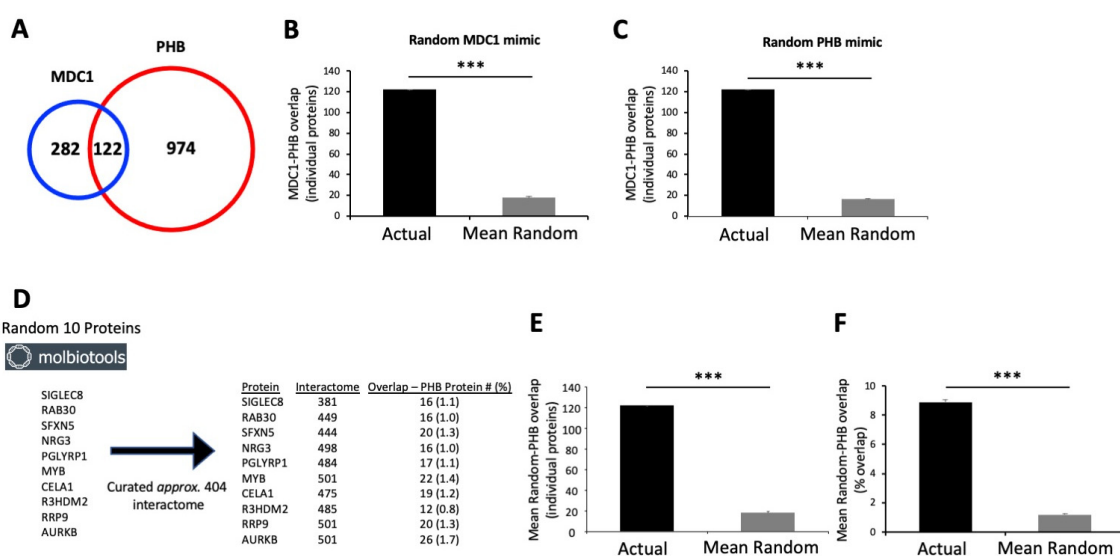 A
PHB
MDC1
282
122
974
B
Random MDC1 mimic
***
MDC1-PHB overlap
(individual proteins)
140
120
100
80
60
40
20
0
Actual
Mean Random
C
Random PHB mimic
***
MDC1-PHB overlap
(individual proteins)
140
120
100
80
60
40
20
0
Actual
Mean Random
D
Random 10 Proteins
molbiotools
SIGLEC8
RAB30
SFXN5
NRG3
PGLYRP1
MYB
CELA1
R3HDM2
RRP9
AURKB
Curated approx. 404
interactome
Protein Interactome Overlap – PHB Protein # (%)
SIGLEC8 381 16 (1.1)
RAB30 449 16 (1.0)
SFXN5 444 20 (1.3)
NRG3 498 16 (1.0)
PGLYRP1 484 17 (1.1)
MYB 501 22 (1.4)
CELA1 475 19 (1.2)
R3HDM2 485 12 (0.8)
RRP9 501 20 (1.3)
AURKB 501 26 (1.7)
E
***
Mean Random-PHB overlap
(individual proteins)
140
120
100
80
60
40
20
0
Actual
Mean Random
F
***
Mean Random-PHB overlap
(% overlap)
10
8
6
4
2
0
Actual
Mean Random